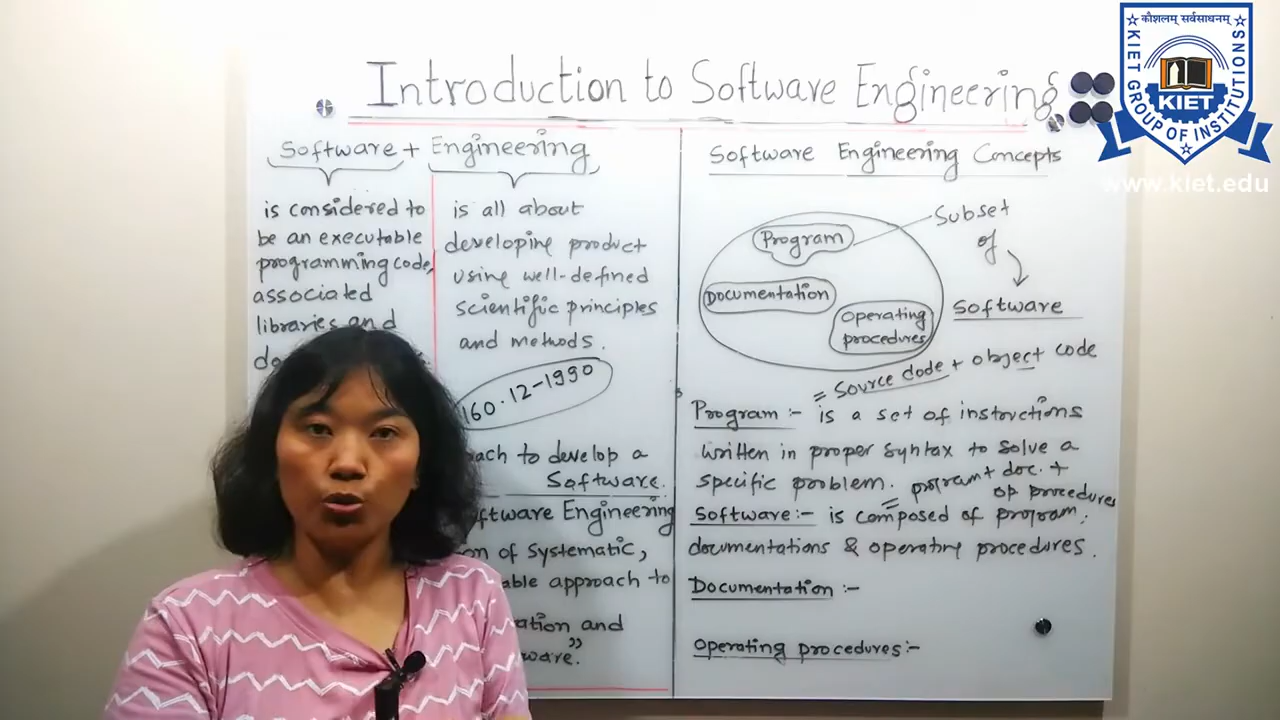 Introduction to Software Engineering
Software + Engineering
is considered to
be an executable
programming code,
associated
libraries and
is all about
developing product
using well-defined
scientific principles
and methods.
160.12-1990
to develop a
Software.
Software Engineering
of systematic,
approach to
and
Software Engineering Concepts
Program
Documentation
Operating
procedures
Subset
of
Software
= Source code + object code
Program :- is a set of instructions
written in proper syntax to solve a
specific problem.
= program + doc. +
op procedures
Software :- is composed of program,
documentations & operating procedures.
Documentation :-
Operating procedures :-
कौशलम् सर्वसाधनम्
KIET GROUP OF INSTITUTIONS
KIET
www.kiet.edu